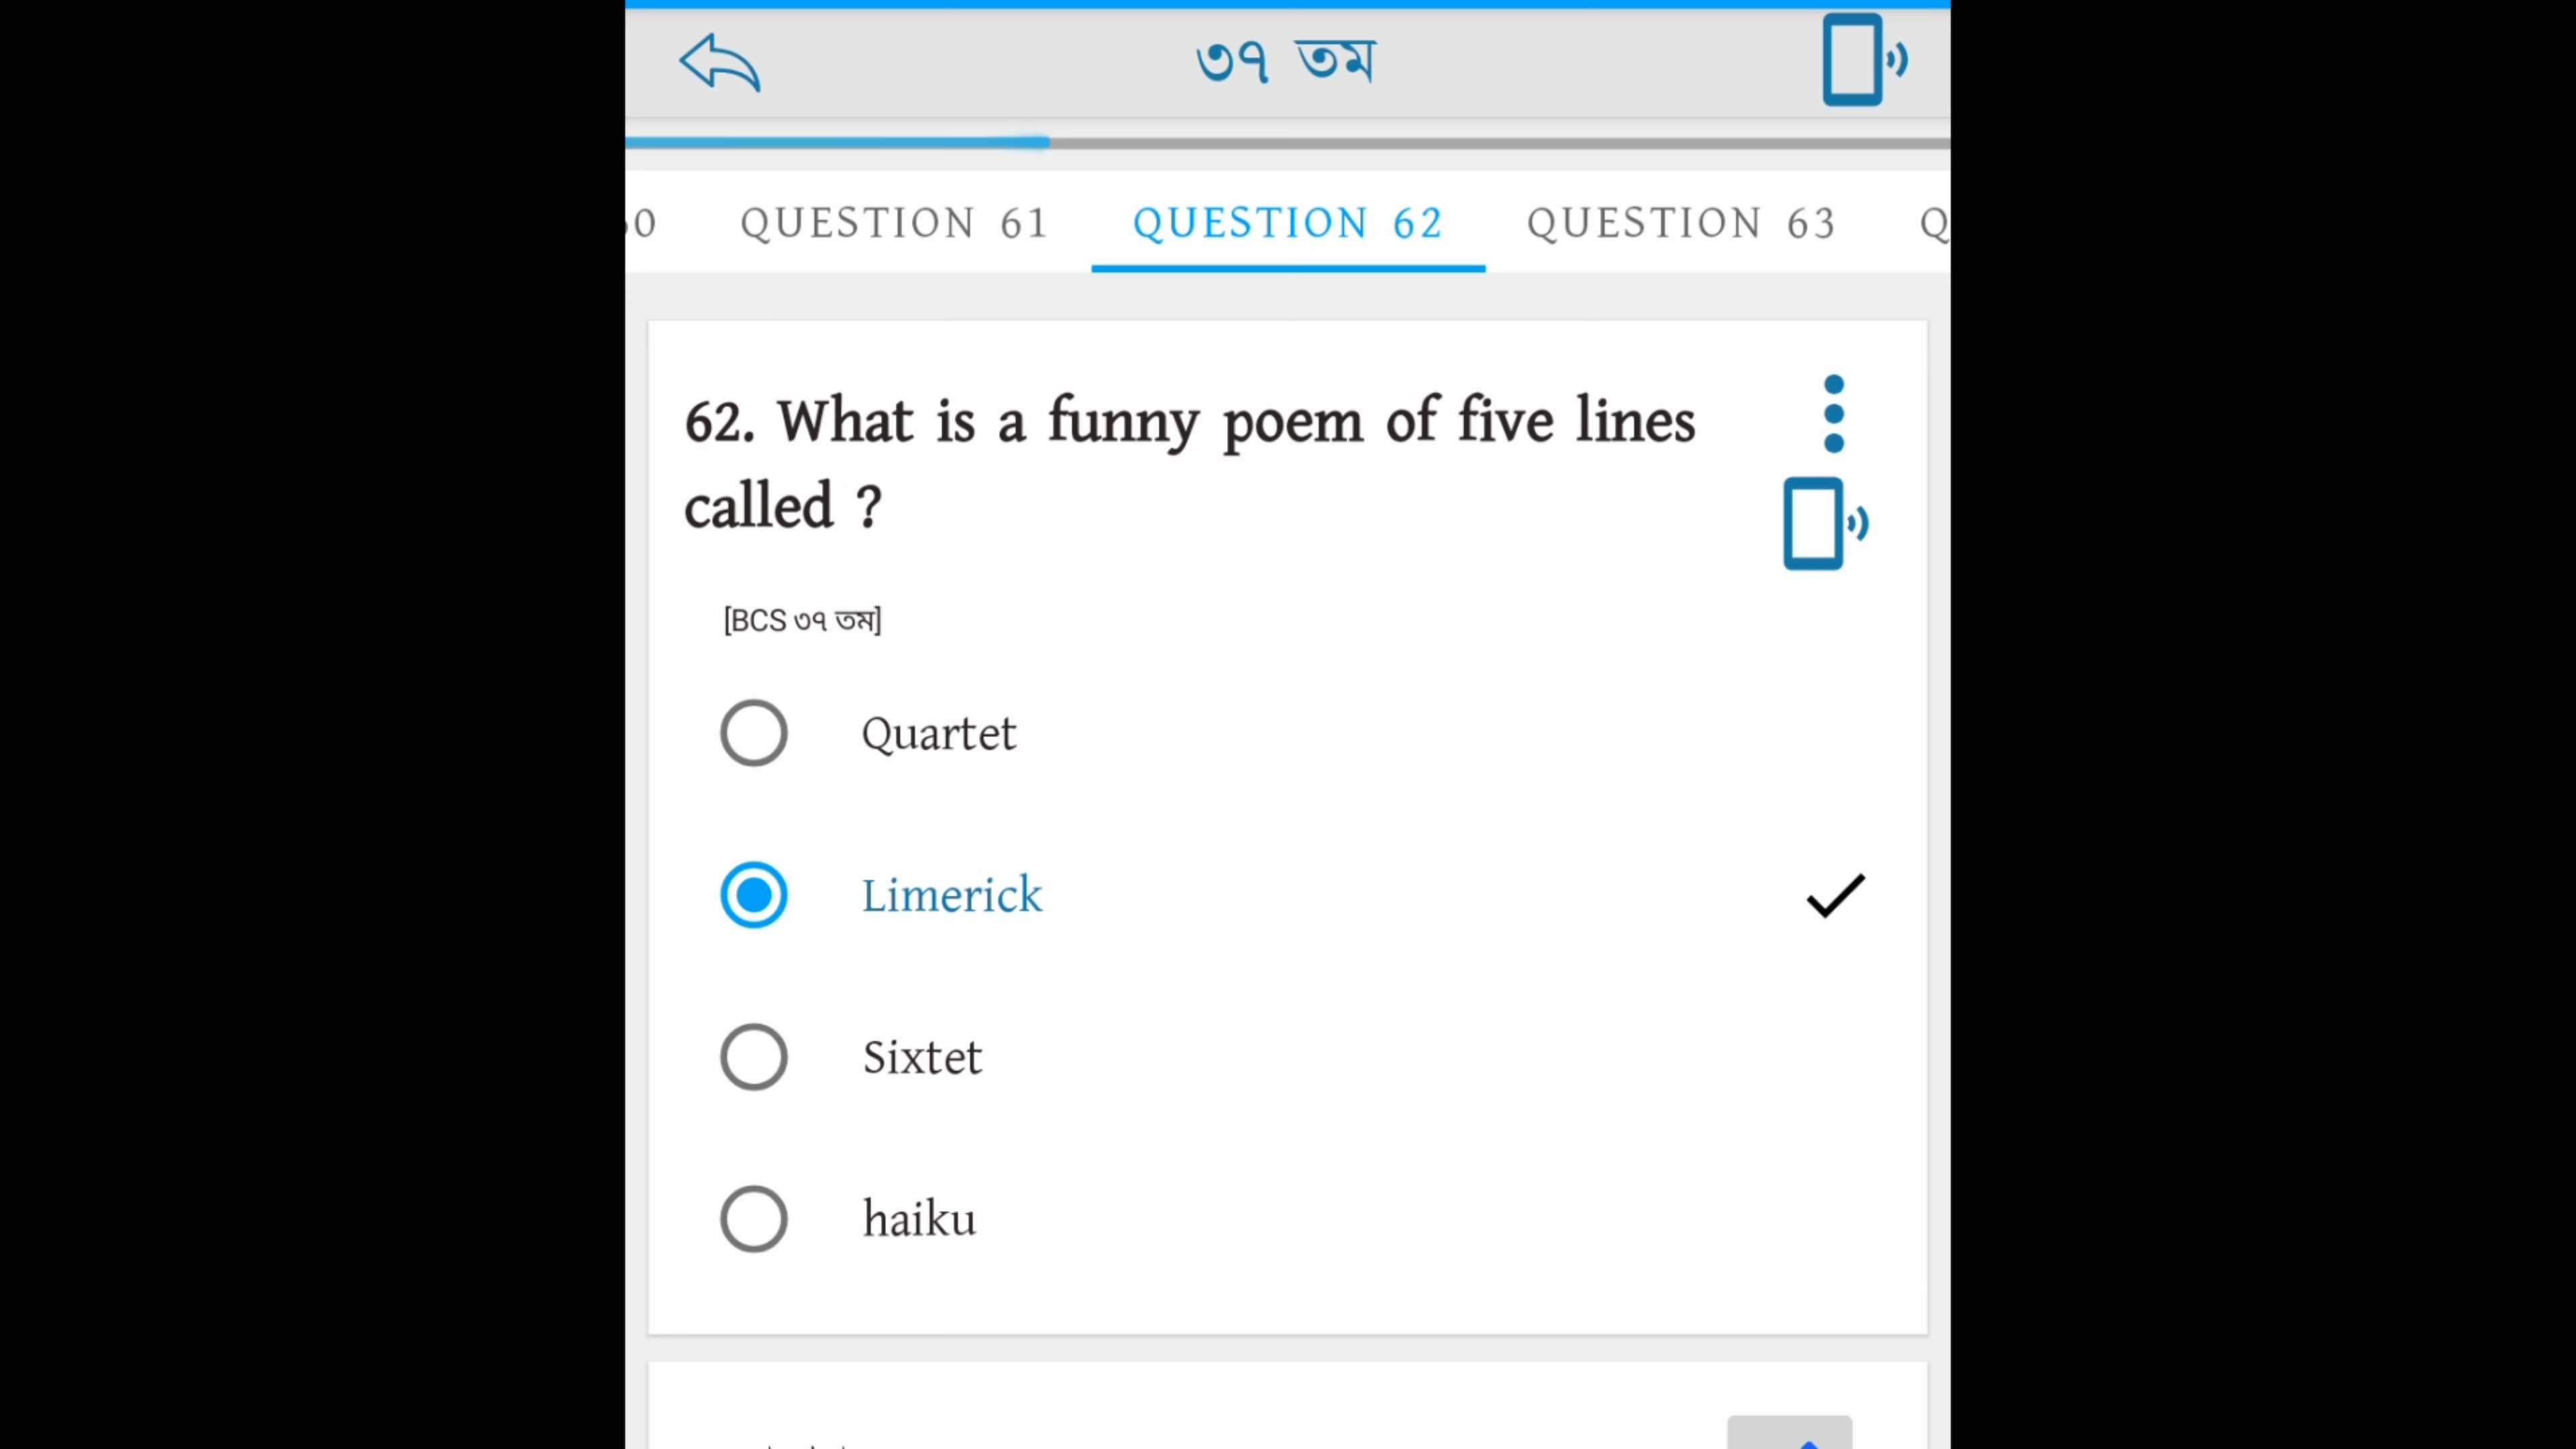 ৩৭ তম
QUESTION 61 QUESTION 62 QUESTION 63
62. What is a funny poem of five lines
called ?
[BCS ৩৭ তম]
Quartet
Limerick
Sixtet
haiku